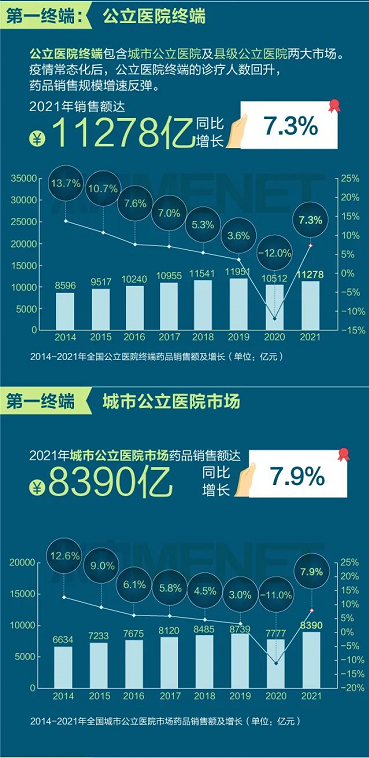 第一终端： 公立医院终端
公立医院终端包含城市公立医院及县级公立医院两大市场。
疫情常态化后，公立医院终端的诊疗人数回升，
药品销售规模增速反弹。
2021年销售额达
¥11278亿 同比增长 7.3%
13.7% 10.7% 7.6% 7.0% 5.3% 3.6% -12.0% 7.3%
35000 30000 25000 20000 15000 10000 5000 0
25% 20% 15% 10% 5% 0% -5% -10% -15%
8596 9517 10240 10955 11541 11951 10512 11278
2014 2015 2016 2017 2018 2019 2020 2021
2014-2021年全国公立医院终端药品销售额及增长（单位：亿元）
第一终端 城市公立医院市场
2021年城市公立医院市场药品销售额达
¥8390亿 同比增长 7.9%
12.6% 9.0% 6.1% 5.8% 4.5% 3.0% -11.0% 7.9%
20000 15000 10000 5000 0
25% 20% 15% 10% 5% 0% -5% -10% -15% -20%
6634 7233 7675 8120 8485 8739 7777 8390
2014 2015 2016 2017 2018 2019 2020 2021
2014-2021年全国城市公立医院市场药品销售额及增长（单位：亿元）